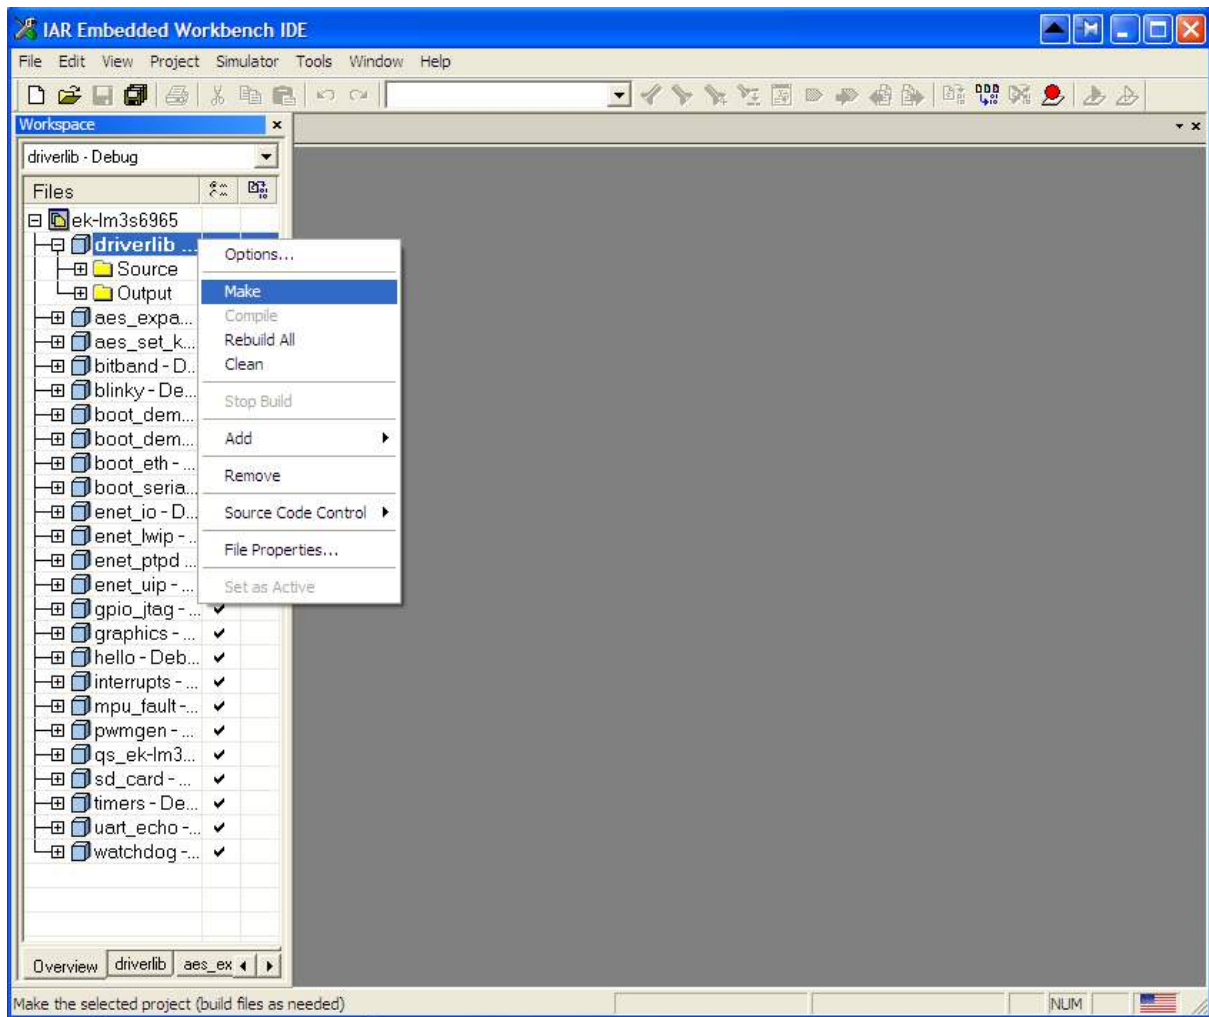 IAR Embedded Workbench IDE
File Edit View Project Simulator Tools Window Help
Workspace
driverlib - Debug
Files
ek-lm3s6965
driverlib ...
Source
Output
aes_expa...
aes_set_k...
bitband - D...
blinky - De...
boot_dem...
boot_dem...
boot_eth - ...
boot_seria...
enet_io - D...
enet_lwip - ...
enet_ptpd ...
enet_uip - ...
gpio_jtag - ...
graphics - ...
hello - Deb...
interrupts - ...
mpu_fault -...
pwmgen - ...
qs_ek-lm3...
sd_card - ...
timers - De...
uart_echo -...
watchdog -...
Options...
Make
Compile
Rebuild All
Clean
Stop Build
Add
Remove
Source Code Control
File Properties...
Set as Active
Overview driverlib aes_ex
Make the selected project (build files as needed) NUM